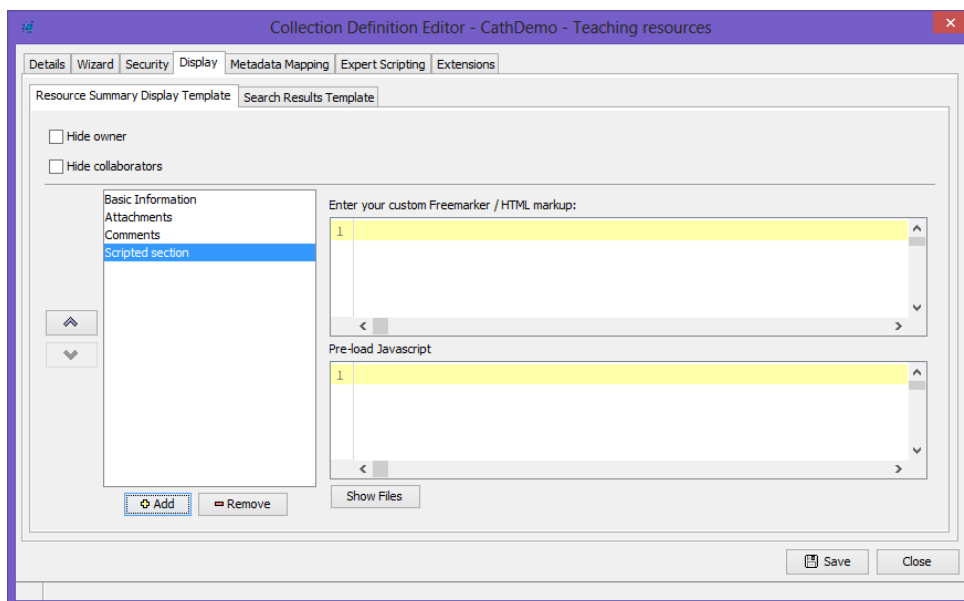 Collection Definition Editor - CathDemo - Teaching resources
Details Wizard Security Display Metadata Mapping Expert Scripting Extensions
Resource Summary Display Template Search Results Template
Hide owner
Hide collaborators
Basic Information
Attachments
Comments
Scripted section
Enter your custom Freemarker / HTML markup:
1
Pre-load Javascript
1
Add Remove
Show Files
Save Close